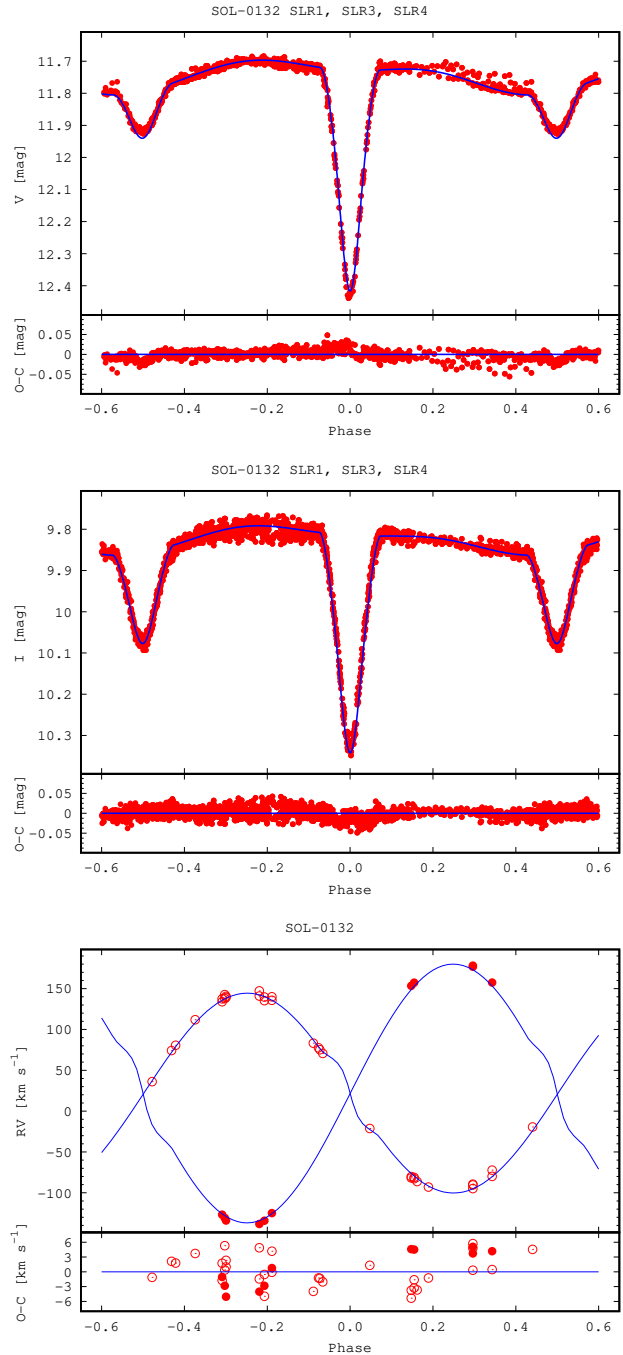 SOL-0132 SLR1, SLR3, SLR4
V [mag]
11.7
11.8
11.9
12
12.1
12.2
12.3
12.4
O-C [mag]
0.05
0
-0.05
-0.6 -0.4 -0.2 0.0 0.2 0.4 0.6
Phase
SOL-0132 SLR1, SLR3, SLR4
I [mag]
9.8
9.9
10
10.1
10.2
10.3
O-C [mag]
0.05
0
-0.05
-0.6 -0.4 -0.2 0.0 0.2 0.4 0.6
Phase
SOL-0132
RV [km s⁻¹]
150
100
50
0
-50
-100
O-C [km s⁻¹]
6
3
0
-3
-6
-0.6 -0.4 -0.2 0.0 0.2 0.4 0.6
Phase